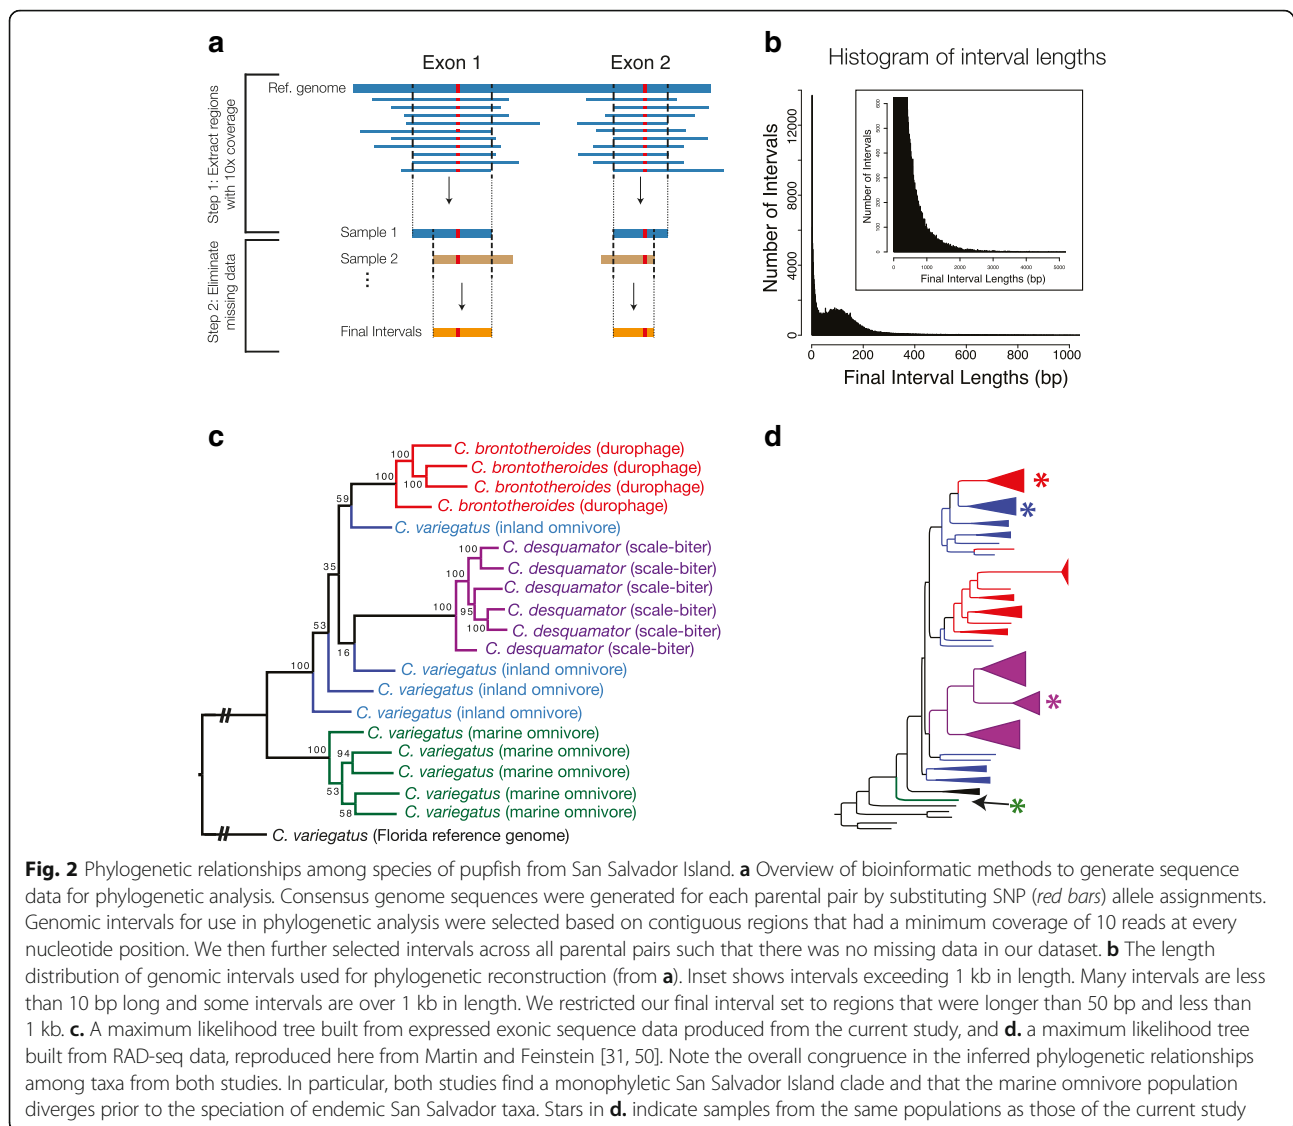 a
Exon 1
Exon 2
Ref. genome
Step 1: Extract regions
with 10x coverage
Sample 1
Sample 2
Step 2: Eliminate
missing data
Final Intervals
b
Histogram of interval lengths
Number of Intervals
0
4000
8000
12000
0
200
400
600
800
1000
Final Interval Lengths (bp)
Number of Intervals
0
100
200
300
400
500
600
0
1000
2000
3000
4000
5000
Final Interval Lengths (bp)
c
C. brontotheroides (durophage)
C. brontotheroides (durophage)
C. brontotheroides (durophage)
C. brontotheroides (durophage)
C. variegatus (inland omnivore)
C. desquamator (scale-biter)
C. desquamator (scale-biter)
C. desquamator (scale-biter)
C. desquamator (scale-biter)
C. desquamator (scale-biter)
C. desquamator (scale-biter)
C. variegatus (inland omnivore)
C. variegatus (inland omnivore)
C. variegatus (inland omnivore)
C. variegatus (marine omnivore)
C. variegatus (marine omnivore)
C. variegatus (marine omnivore)
C. variegatus (marine omnivore)
C. variegatus (marine omnivore)
C. variegatus (Florida reference genome)
100
100
100
59
100
100
35
100
95
100
53
16
100
100
94
53
58
d
Fig. 2 Phylogenetic relationships among species of pupfish from San Salvador Island. a Overview of bioinformatic methods to generate sequence
data for phylogenetic analysis. Consensus genome sequences were generated for each parental pair by substituting SNP (red bars) allele assignments.
Genomic intervals for use in phylogenetic analysis were selected based on contiguous regions that had a minimum coverage of 10 reads at every
nucleotide position. We then further selected intervals across all parental pairs such that there was no missing data in our dataset. b The length
distribution of genomic intervals used for phylogenetic reconstruction (from a). Inset shows intervals exceeding 1 kb in length. Many intervals are less
than 10 bp long and some intervals are over 1 kb in length. We restricted our final interval set to regions that were longer than 50 bp and less than
1 kb. c. A maximum likelihood tree built from expressed exonic sequence data produced from the current study, and d. a maximum likelihood tree
built from RAD-seq data, reproduced here from Martin and Feinstein [31, 50]. Note the overall congruence in the inferred phylogenetic relationships
among taxa from both studies. In particular, both studies find a monophyletic San Salvador Island clade and that the marine omnivore population
diverges prior to the speciation of endemic San Salvador taxa. Stars in d. indicate samples from the same populations as those of the current study